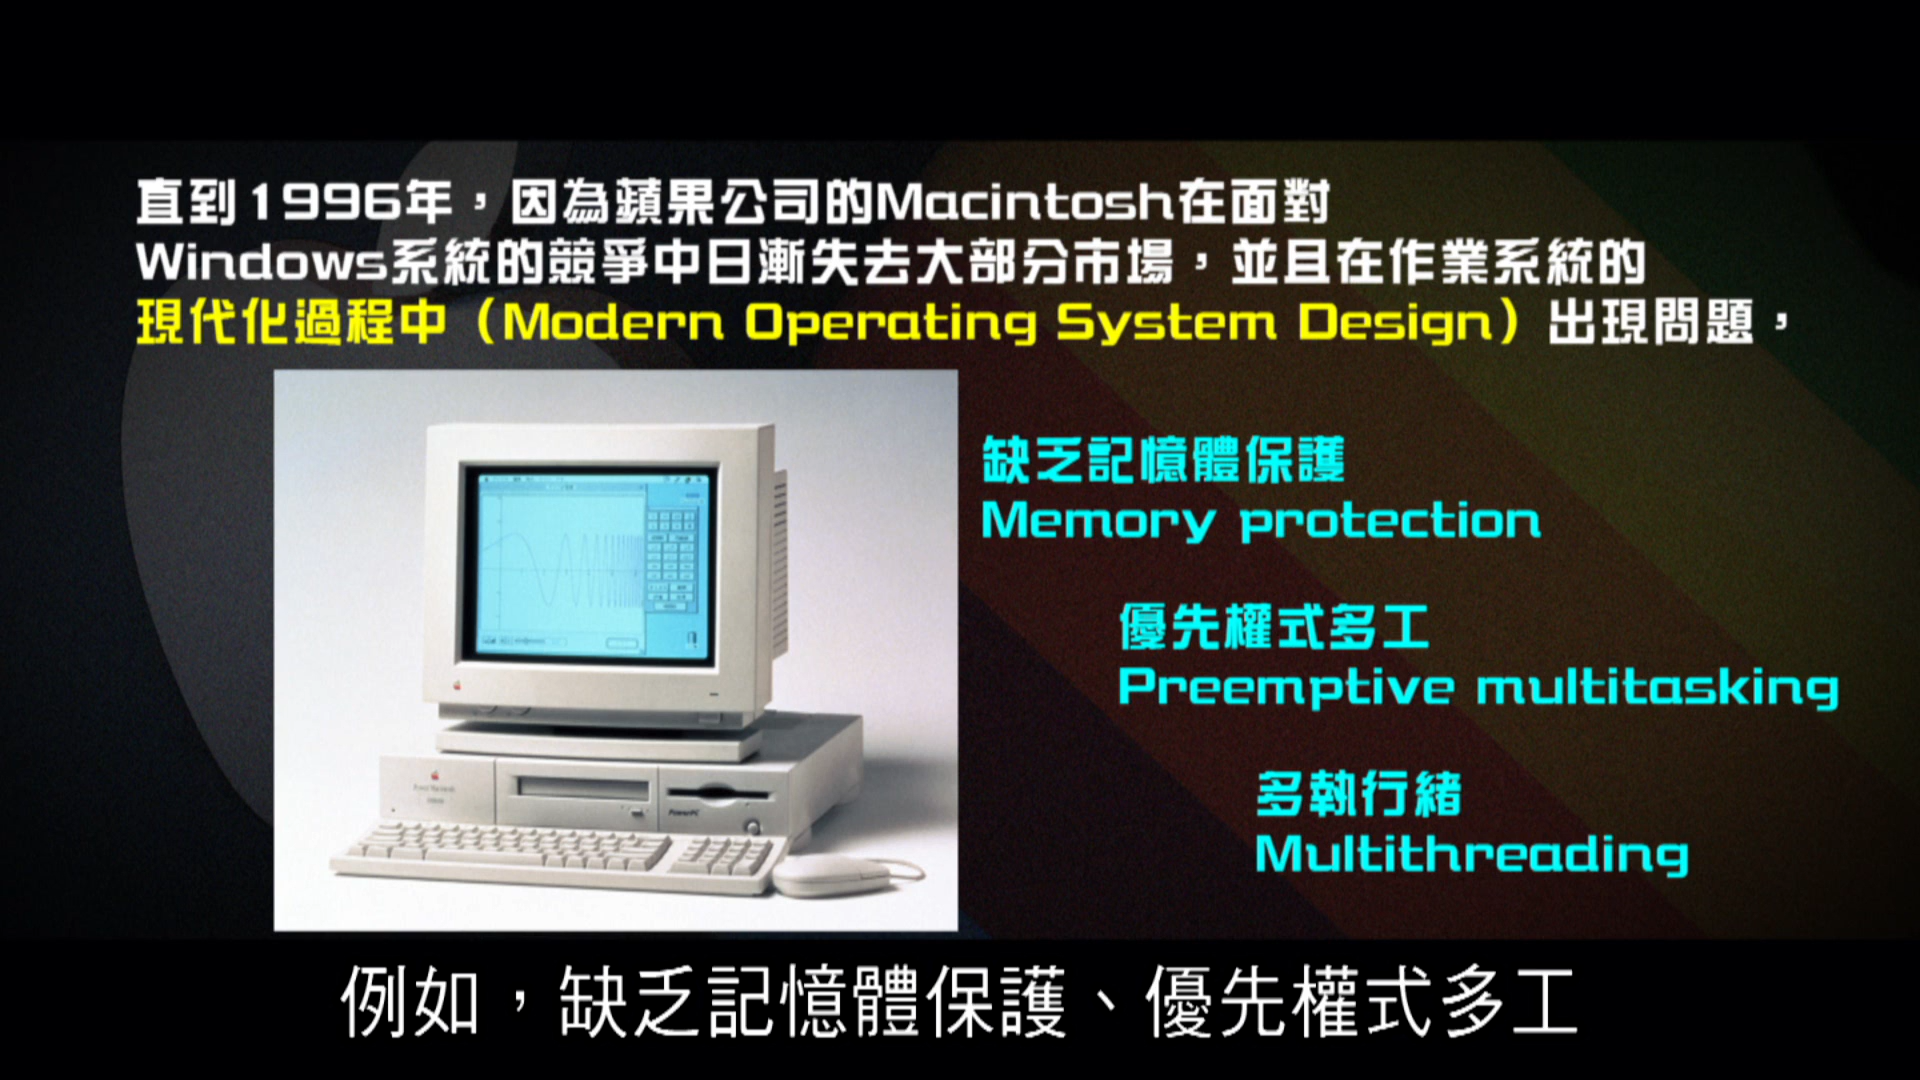 直到1996年，因為蘋果公司的Macintosh在面對
Windows系統的競爭中日漸失去大部分市場，並且在作業系統的
現代化過程中（Modern Operating System Design）出現問題，
缺乏記憶體保護
Memory protection
優先權式多工
Preemptive multitasking
多執行緒
Multithreading
Power Macintosh
PowerPC
例如，缺乏記憶體保護、優先權式多工